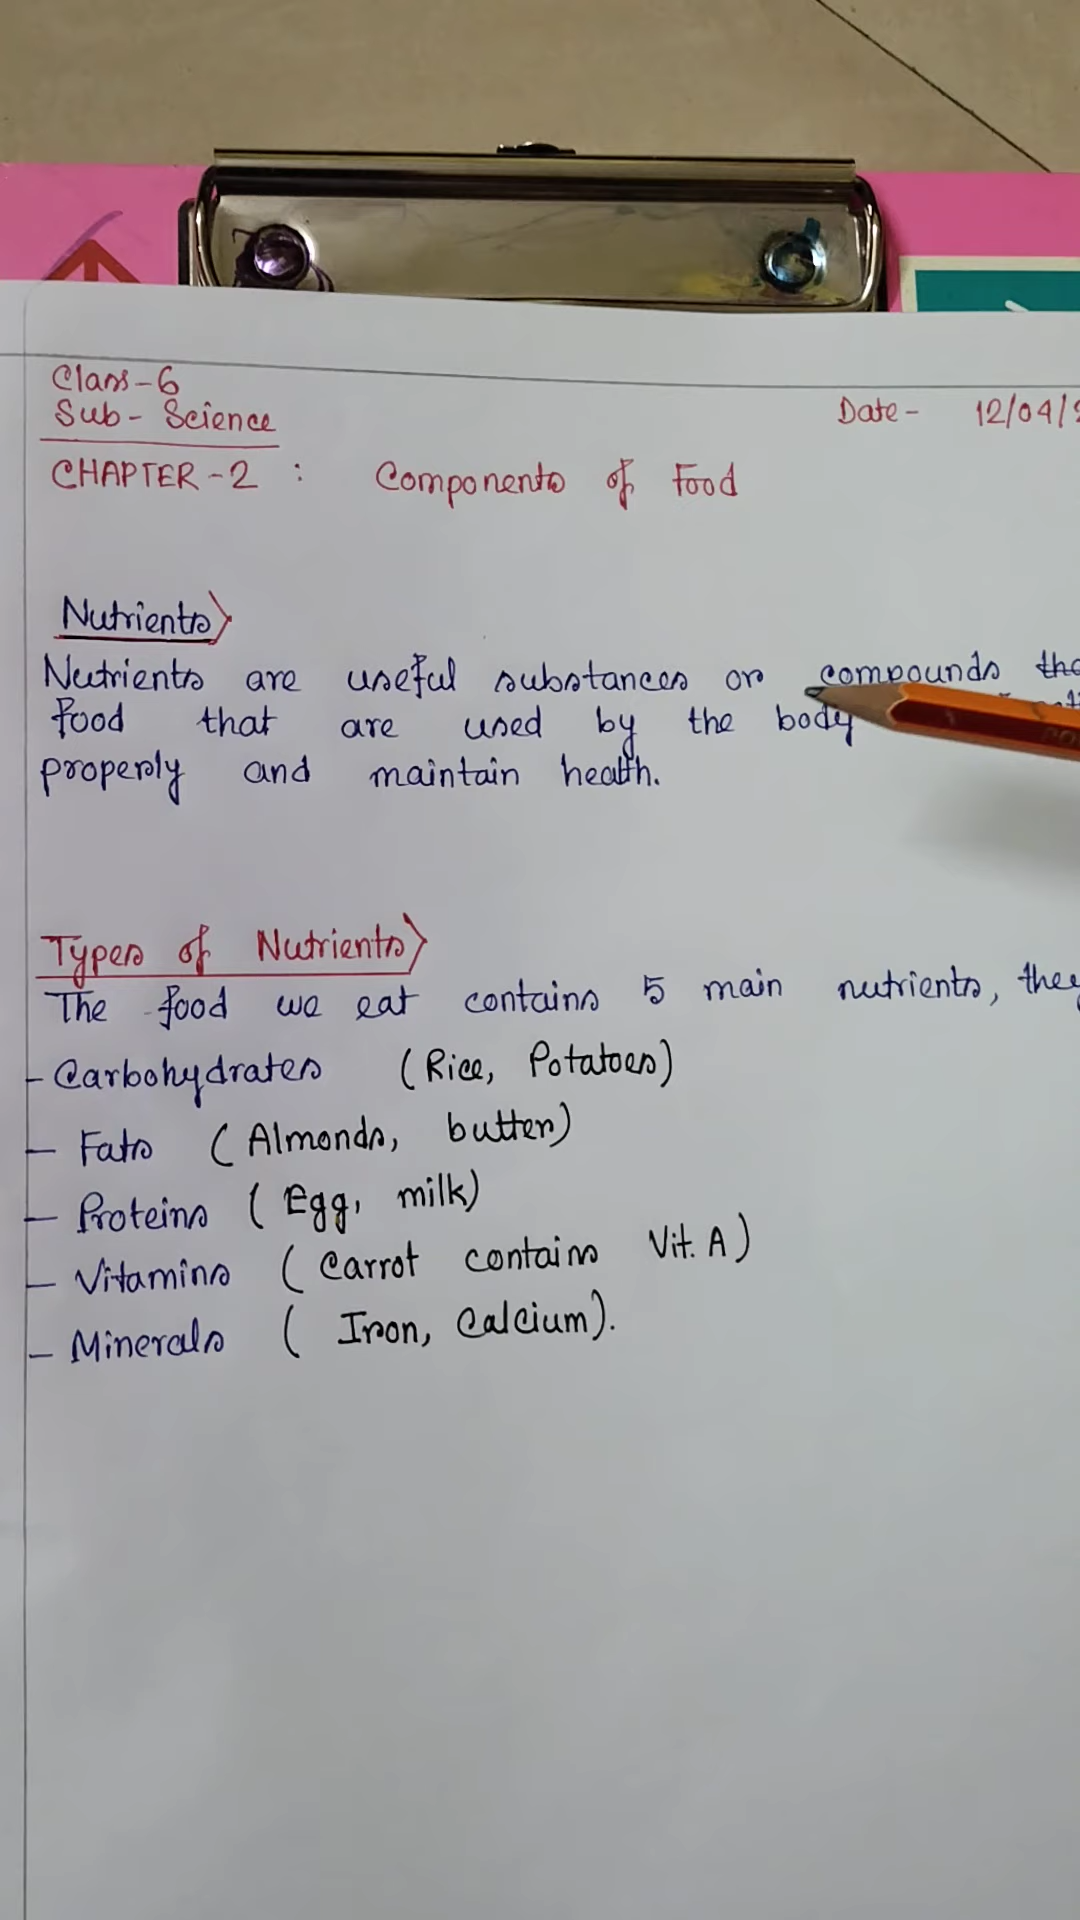 Class-6
Sub- Science
Date- 12/04/
CHAPTER-2 : Components of Food
Nutrients
Nutrients are useful substances or compounds
food that are used by the body
properly and maintain health.
Types of Nutrients
The food we eat contains 5 main nutrients, they
- Carbohydrates (Rice, Potatoes)
- Fats (Almonds, butter)
- Proteins (Egg, milk)
- Vitamins (Carrot contains Vit. A)
- Minerals (Iron, Calcium).